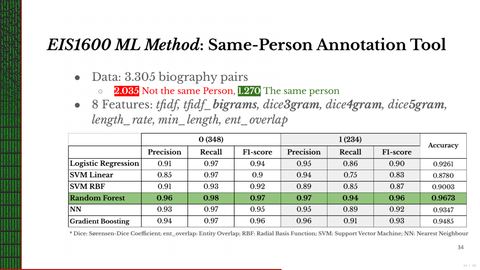 EIS1600 ML Method: Same-Person Annotation Tool
● Data: 3.305 biography pairs
○ 2.035 Not the same Person, 1.270 The same person
● 8 Features: tfidf, tfidf_bigrams, dice3gram, dice4gram, dice5gram,
length_rate, min_length, ent_overlap
0 (348) 1 (234) Accuracy
Precision Recall F1-score Precision Recall F1-score
Logistic Regression 0.91 0.97 0.94 0.95 0.86 0.90 0.9261
SVM Linear 0.85 0.97 0.9 0.94 0.75 0.83 0.8780
SVM RBF 0.91 0.93 0.92 0.89 0.85 0.87 0.9003
Random Forest 0.96 0.98 0.97 0.97 0.94 0.96 0.9673
NN 0.93 0.97 0.95 0.95 0.89 0.92 0.9347
Gradient Boosting 0.94 0.97 0.96 0.96 0.91 0.93 0.9485
* Dice: Sørensen-Dice Coefficient; ent_overlap: Entity Overlap; RBF: Radial Basis Function; SVM: Support Vector Machine; NN: Nearest Neighbour
34